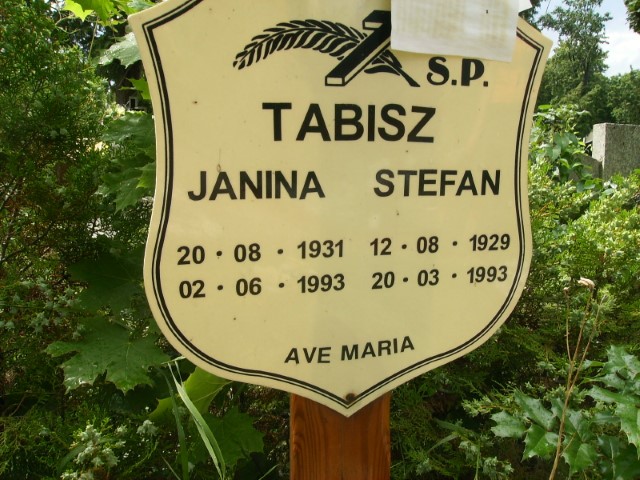 S.P.
TABISZ
JANINA STEFAN
20 · 08 · 1931 12 · 08 · 1929
02 · 06 · 1993 20 · 03 · 1993
AVE MARIA